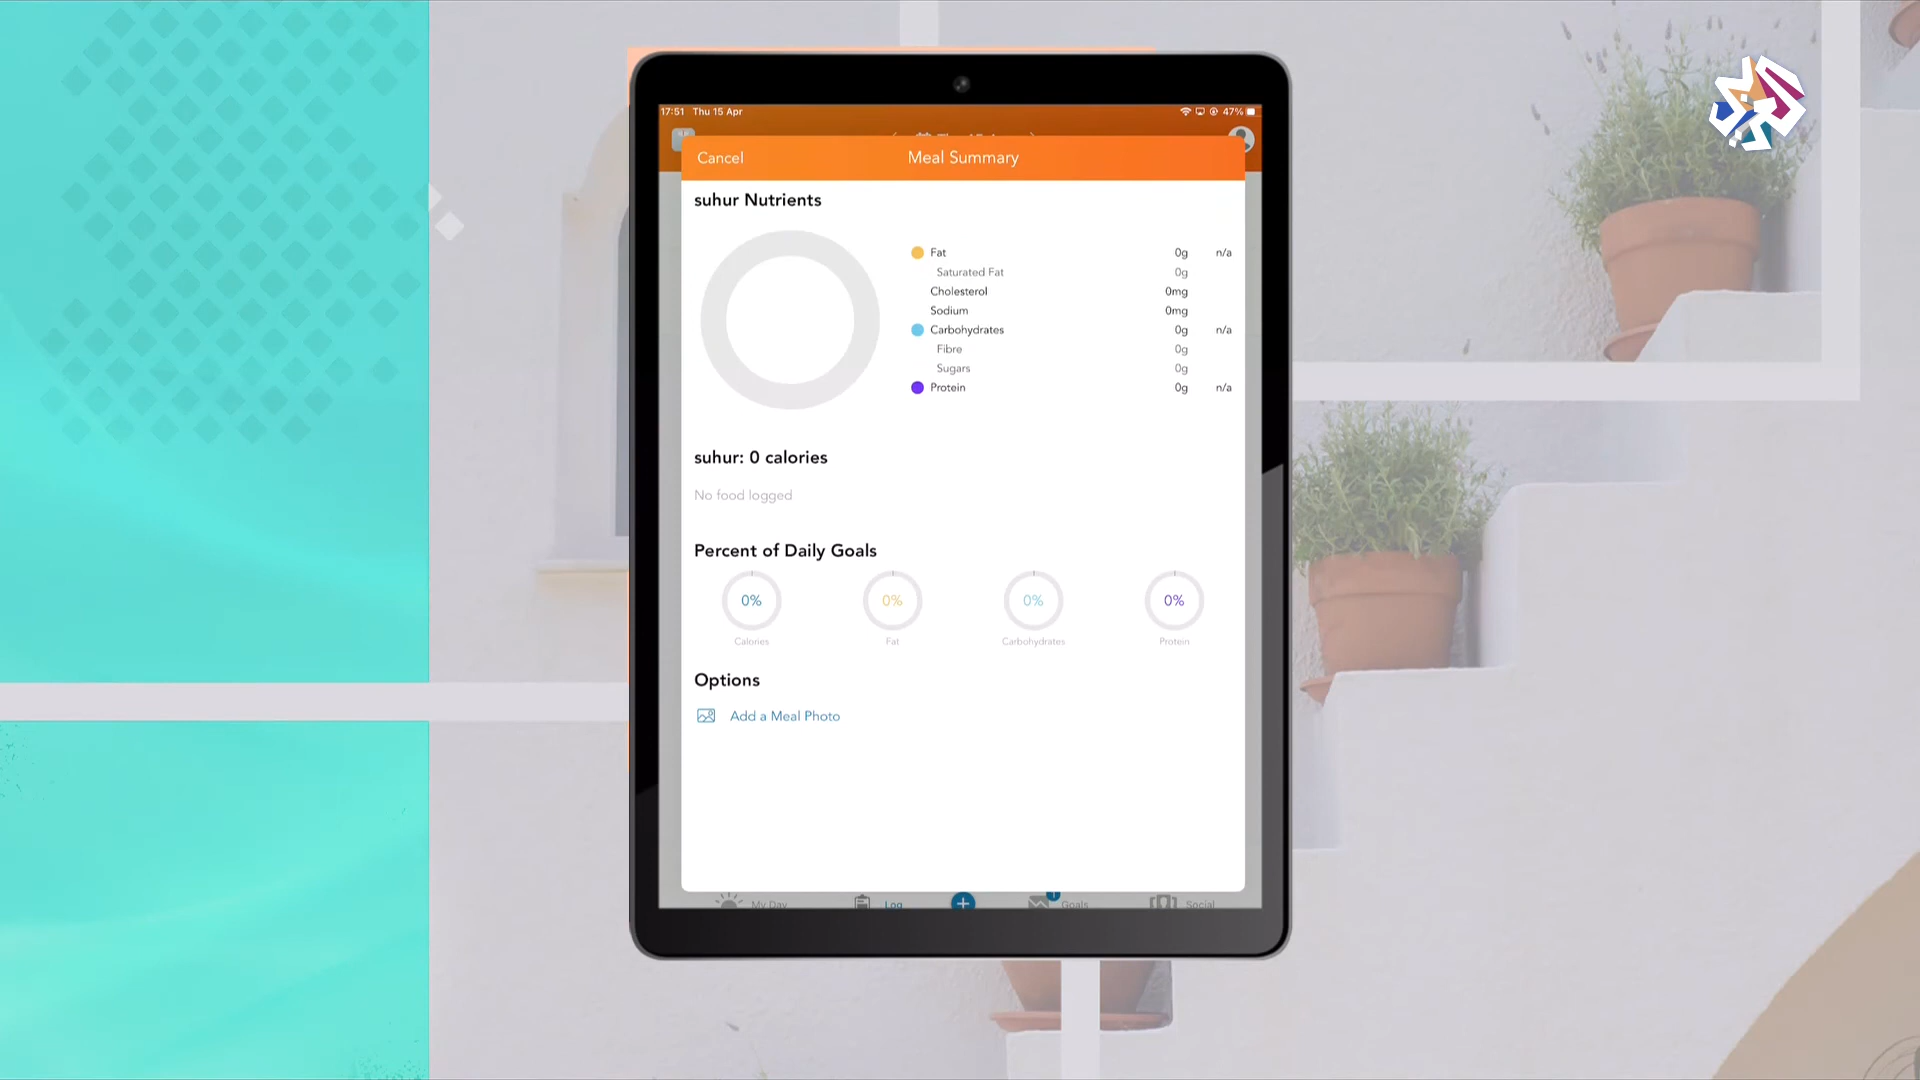 17:51 Thu 15 Apr
47%
Cancel
Meal Summary
suhur Nutrients
Fat 0g n/a
Saturated Fat 0g
Cholesterol 0mg
Sodium 0mg
Carbohydrates 0g n/a
Fibre 0g
Sugars 0g
Protein 0g n/a
suhur: 0 calories
No food logged
Percent of Daily Goals
0% 0% 0% 0%
Calories Fat Carbohydrates Protein
Options
Add a Meal Photo
My Day Log Goals Social